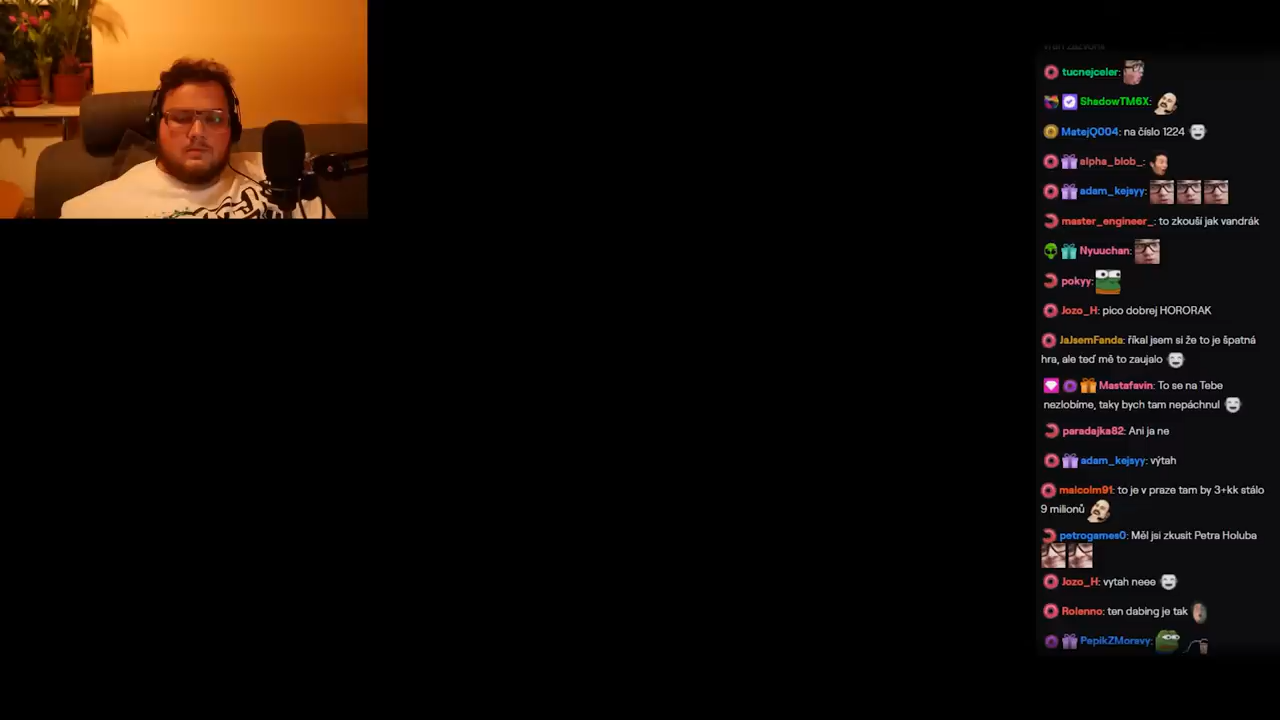 tucnejceler:
ShadowTM6X:
MatejQ004: na číslo 1224
alpha_blob_:
adam_kejsyy:
master_engineer_: to zkouší jak vandrák
Nyuuchan:
pokyy:
Jozo_H: pico dobrej HORORAK
JaJsemFanda: říkal jsem si že to je špatná
hra, ale teď mě to zaujalo
Mastafavin: To se na Tebe
nezlobíme, taky bych tam nepáchnul
paradajka82: Ani ja ne
adam_kejsyy: výtah
malcolm91: to je v praze tam by 3+kk stálo
9 milionů
petrogames0: Měl jsi zkusit Petra Holuba
Jozo_H: vytah neee
Rolenno: ten dabing je tak
PepikZMoravy: